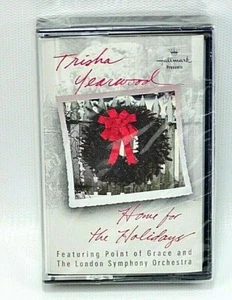 Trisha
Yearwood
Hallmark
Presents
Home for
the Holidays
Featuring Point of Grace and
The London Symphony Orchestra